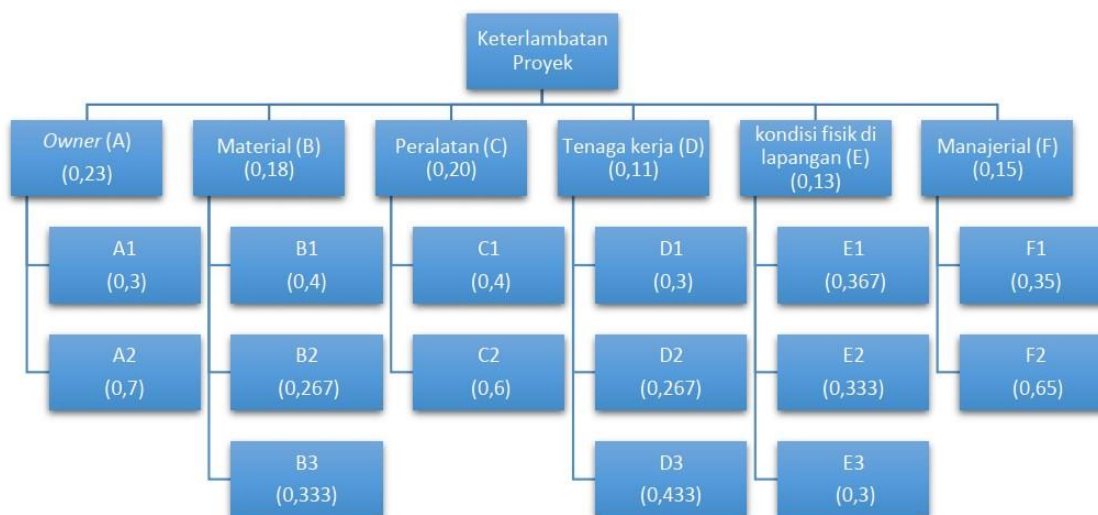 Keterlambatan
Proyek
Owner (A)
(0,23)
Material (B)
(0,18)
Peralatan (C)
(0,20)
Tenaga kerja (D)
(0,11)
kondisi fisik di
lapangan (E)
(0,13)
Manajerial (F)
(0,15)
A1
(0,3)
B1
(0,4)
C1
(0,4)
D1
(0,3)
E1
(0,367)
F1
(0,35)
A2
(0,7)
B2
(0,267)
C2
(0,6)
D2
(0,267)
E2
(0,333)
F2
(0,65)
B3
(0,333)
D3
(0,433)
E3
(0,3)